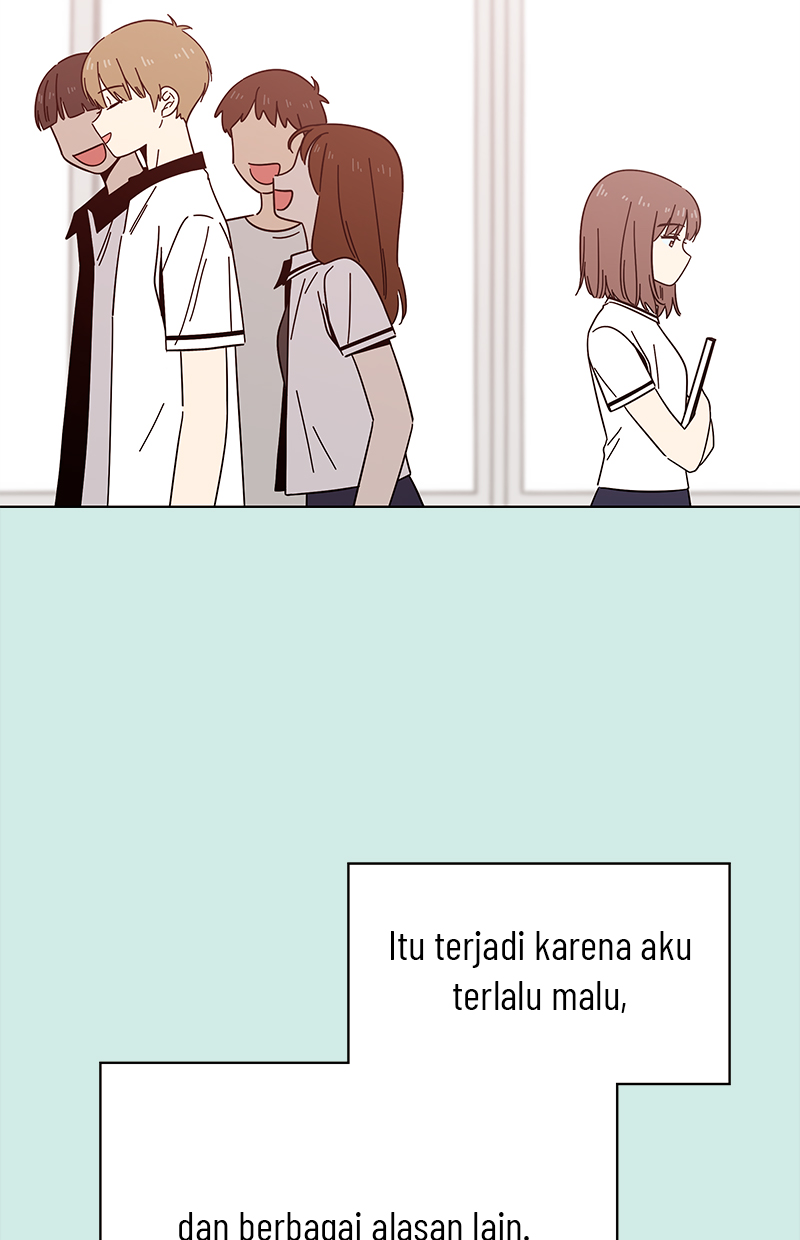 Itu terjadi karena aku
terlalu malu,
dan berbagai alasan lain.